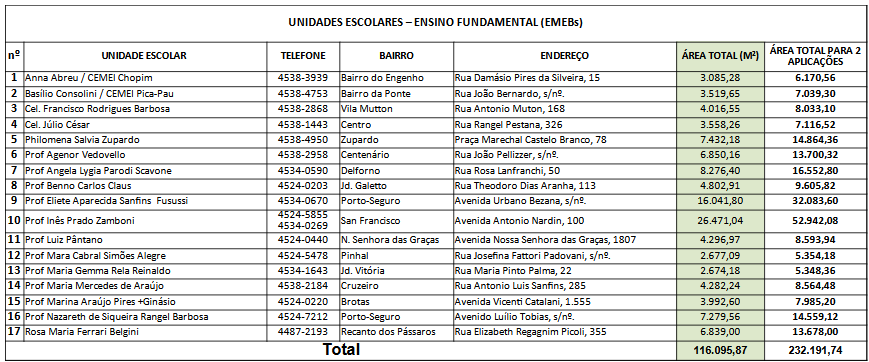 UNIDADES ESCOLARES – ENSINO FUNDAMENTAL (EMEBs)
nº UNIDADE ESCOLAR TELEFONE BAIRRO ENDEREÇO ÁREA TOTAL (M²) ÁREA TOTAL PARA 2 APLICAÇÕES
1 Anna Abreu / CEMEI Chopim 4538-3939 Bairro do Engenho Rua Damásio Pires da Silveira, 15 3.085,28 6.170,56
2 Basílio Consolini / CEMEI Pica-Pau 4538-4753 Bairro da Ponte Rua João Bernardo, s/nº. 3.519,65 7.039,30
3 Cel. Francisco Rodrigues Barbosa 4538-2868 Vila Mutton Rua Antonio Muton, 168 4.016,55 8.033,10
4 Cel. Júlio César 4538-1443 Centro Rua Rangel Pestana, 326 3.558,26 7.116,52
5 Philomena Salvia Zupardo 4538-4950 Zupardo Praça Marechal Castelo Branco, 78 7.432,18 14.864,36
6 Prof Agenor Vedovello 4538-2958 Centenário Rua João Pellizzer, s/nº. 6.850,16 13.700,32
7 Prof Angela Lygia Parodi Scavone 4534-0590 Delforno Rua Rosa Lanfranchi, 50 8.276,40 16.552,80
8 Prof Benno Carlos Claus 4524-0203 Jd. Galetto Rua Theodoro Dias Aranha, 113 4.802,91 9.605,82
9 Prof Eliete Aparecida Sanfins Fusussi 4534-0670 Porto-Seguro Avenida Urbano Bezana, s/nº. 16.041,80 32.083,60
10 Prof Inês Prado Zamboni 4524-5855 4534-0269 San Francisco Avenida Antonio Nardin, 100 26.471,04 52.942,08
11 Prof Luiz Pântano 4524-0440 N. Senhora das Graças Avenida Nossa Senhora das Graças, 1807 4.296,97 8.593,94
12 Prof Mara Cabral Simões Alegre 4524-5478 Pinhal Rua Josefina Fattori Padovani, s/nº. 2.677,09 5.354,18
13 Prof Maria Gemma Rela Reinaldo 4534-1643 Jd. Vitória Rua Maria Pinto Palma, 22 2.674,18 5.348,36
14 Prof Maria Mercedes de Araújo 4538-2184 Cruzeiro Rua Antonio Luis Sanfins, 285 4.282,24 8.564,48
15 Prof Marina Araújo Pires +Ginásio 4524-0220 Brotas Avenida Vicenti Catalani, 1.555 3.992,60 7.985,20
16 Prof Nazareth de Siqueira Rangel Barbosa 4524-7212 Porto-Seguro Avenido Luílio Tobias, s/nº. 7.279,56 14.559,12
17 Rosa Maria Ferrari Belgini 4487-2193 Recanto dos Pássaros Rua Elizabeth Regagnim Picoli, 355 6.839,00 13.678,00
Total 116.095,87 232.191,74